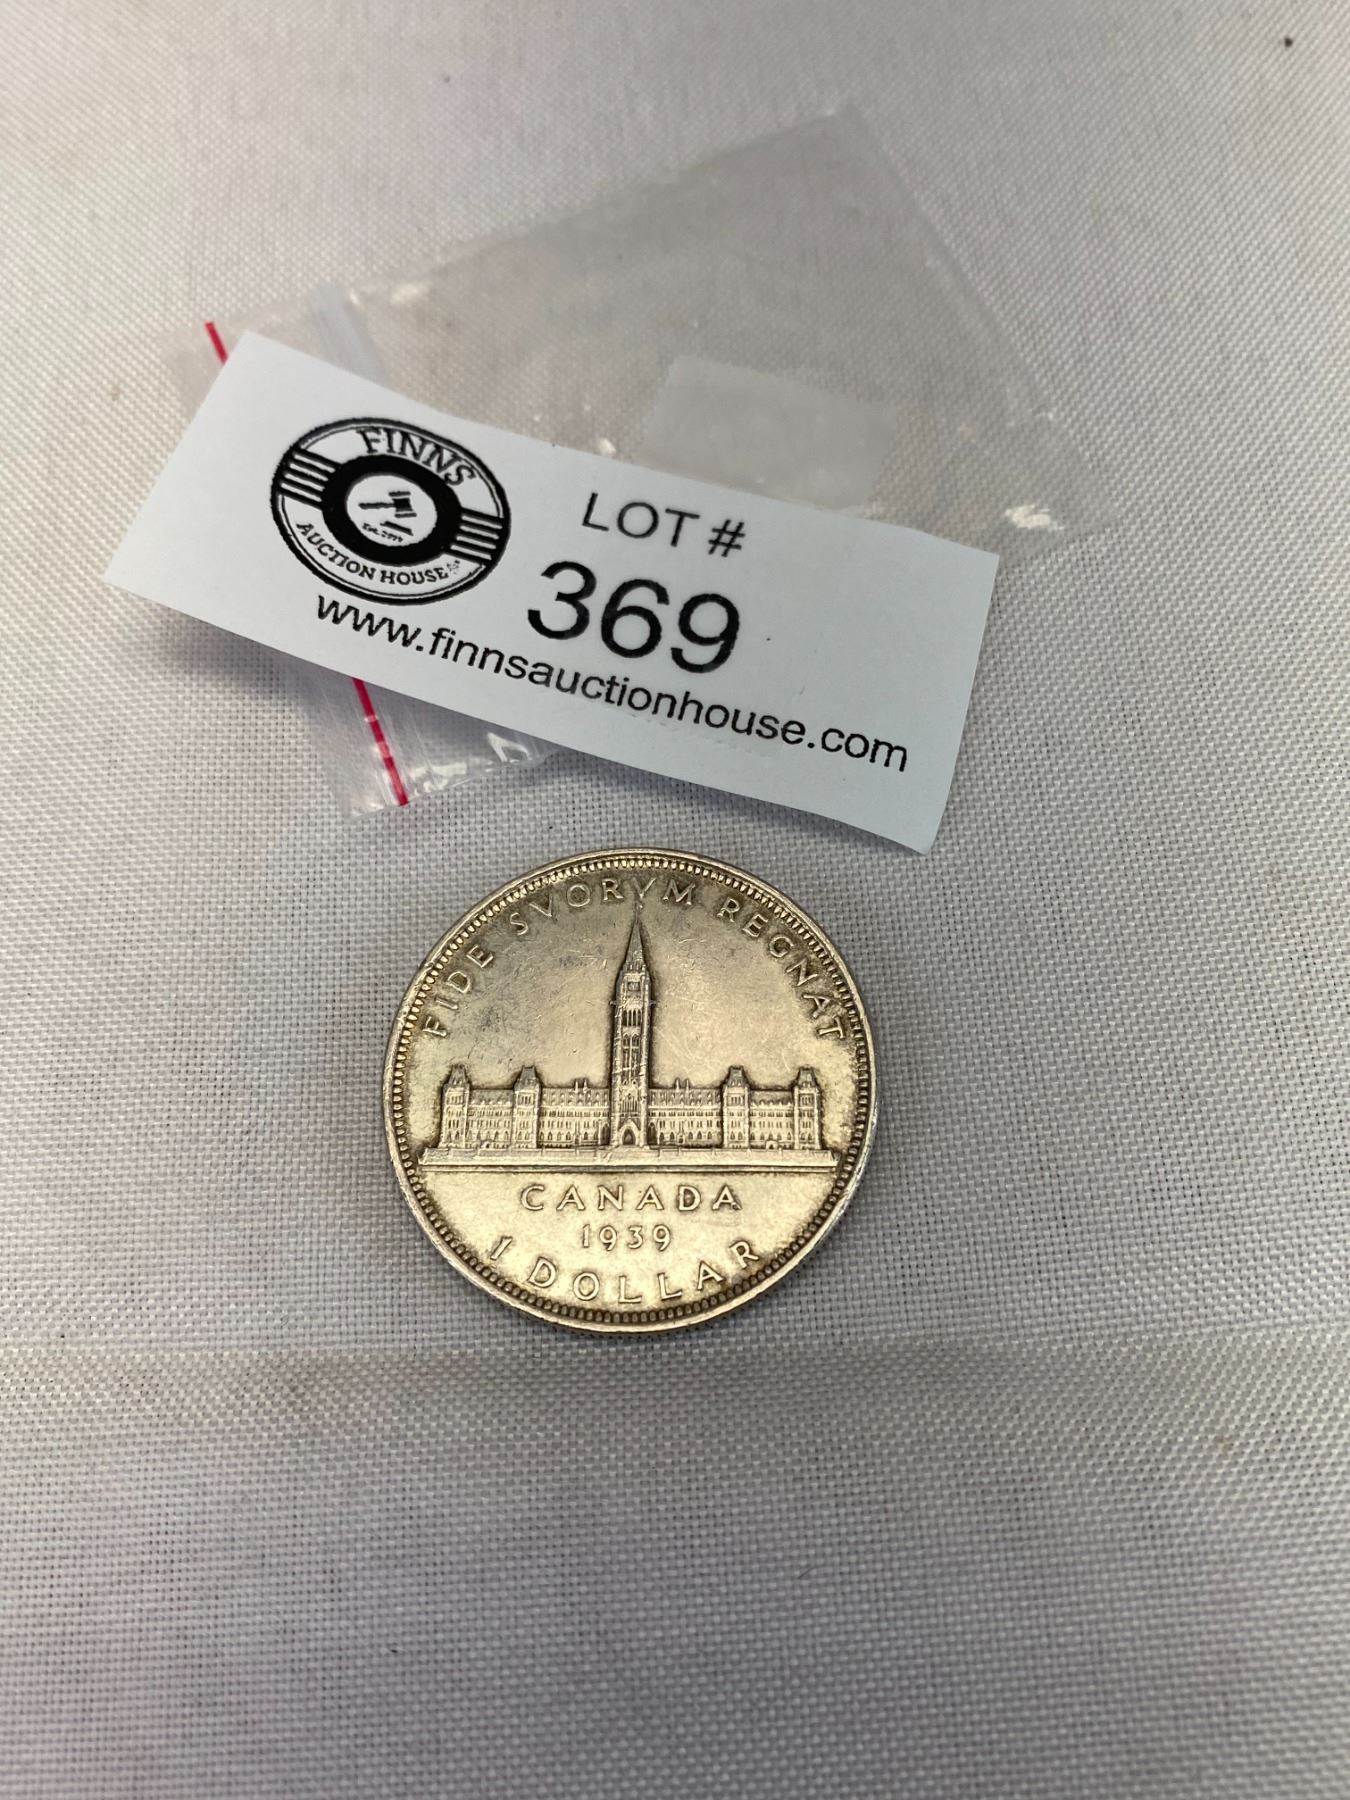 FINNS
AUCTION HOUSE
LOT #
369
www.finnsauctionhouse.com
FIDE SVORVM REGNAT
CANADA
1939
1 DOLLAR